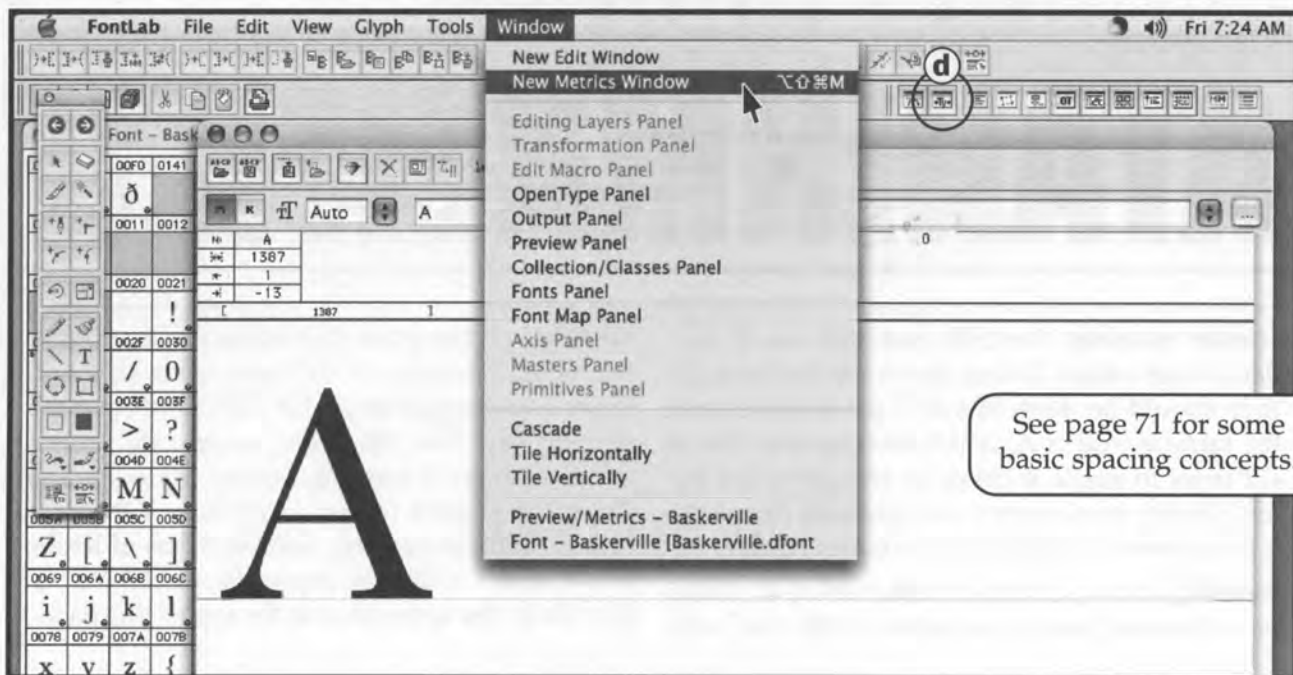 FontLab File Edit View Glyph Tools Window Fri 7:24 AM
New Edit Window
New Metrics Window ⌥⇧⌘M
d
Editing Layers Panel
Transformation Panel
Edit Macro Panel
OpenType Panel
Output Panel
Preview Panel
Collection/Classes Panel
Fonts Panel
Font Map Panel
Axis Panel
Masters Panel
Primitives Panel
Cascade
Tile Horizontally
Tile Vertically
Preview/Metrics – Baskerville
Font – Baskerville [Baskerville.dfont
Font – Bask
00F0 0141
ð
0011 0012
0020 0021
!
002F 0030
/ 0
003E 003F
> ?
004D 004E
M N
005A 005B 005C 005D
Z [ \ ]
0069 006A 006B 006C
i j k l
0078 0079 007A 007B
x y z {
Auto A
A
1387
1
-13
1387
0
A
See page 71 for some
basic spacing concepts